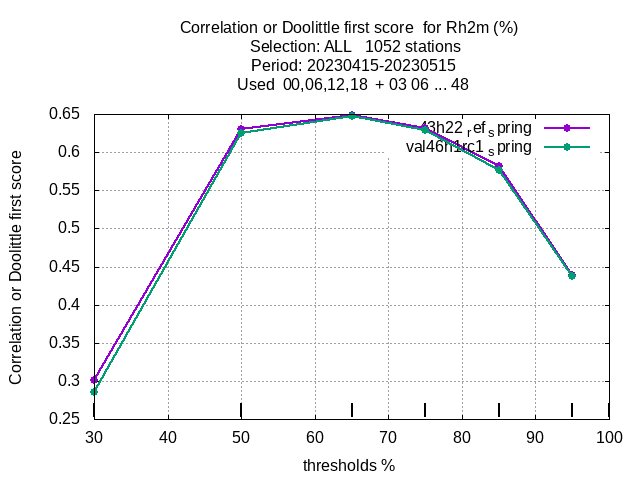 Correlation or Doolittle first score  for Rh2m (%)
Selection: ALL   1052 stations
Period: 20230415-20230515
Used  00,06,12,18  + 03 06 ... 48
Correlation or Doolittle first score
0.65
0.6
0.55
0.5
0.45
0.4
0.35
0.3
0.25
43h22 ref spring
val46h1rc1 spring
30 40 50 60 70 80 90 100
thresholds %